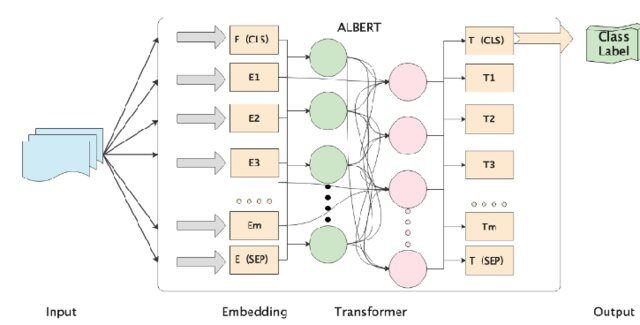 ALBERT
E (CLS)
T (CLS)
Class
Label
E1
T1
E2
T2
E3
T3
Em
Tm
E (SEP)
T (SEP)
Input
Embedding
Transformer
Output